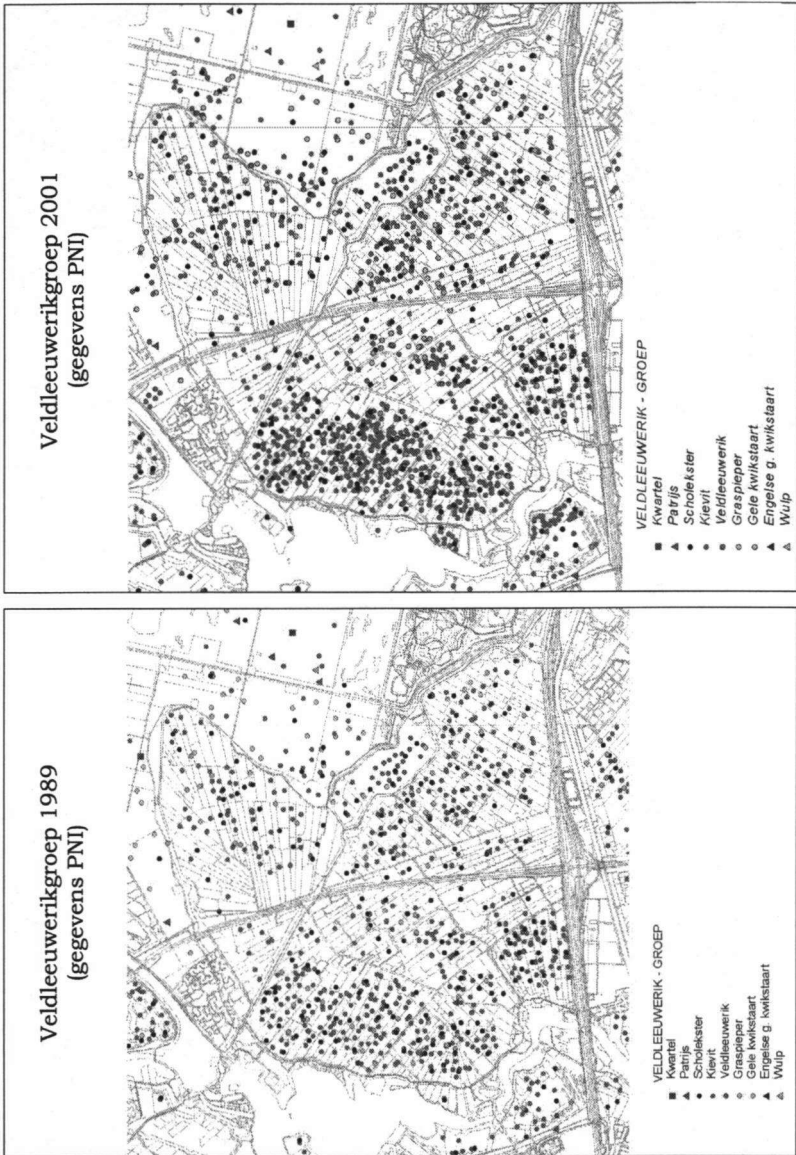 Veldleeuwerikgroep 1989
(gegevens PNI)
VELDLEEUWERIK - GROEP
Kwartel
Patrijs
Scholekster
Kievit
Veldleeuwerik
Graspieper
Gele kwikstaart
Engelse g. kwikstaart
Wulp
Veldleeuwerikgroep 2001
(gegevens PNI)
VELDLEEUWERIK - GROEP
Kwartel
Patrijs
Scholekster
Kievit
Veldleeuwerik
Graspieper
Gele kwikstaart
Engelse g. kwikstaart
Wulp